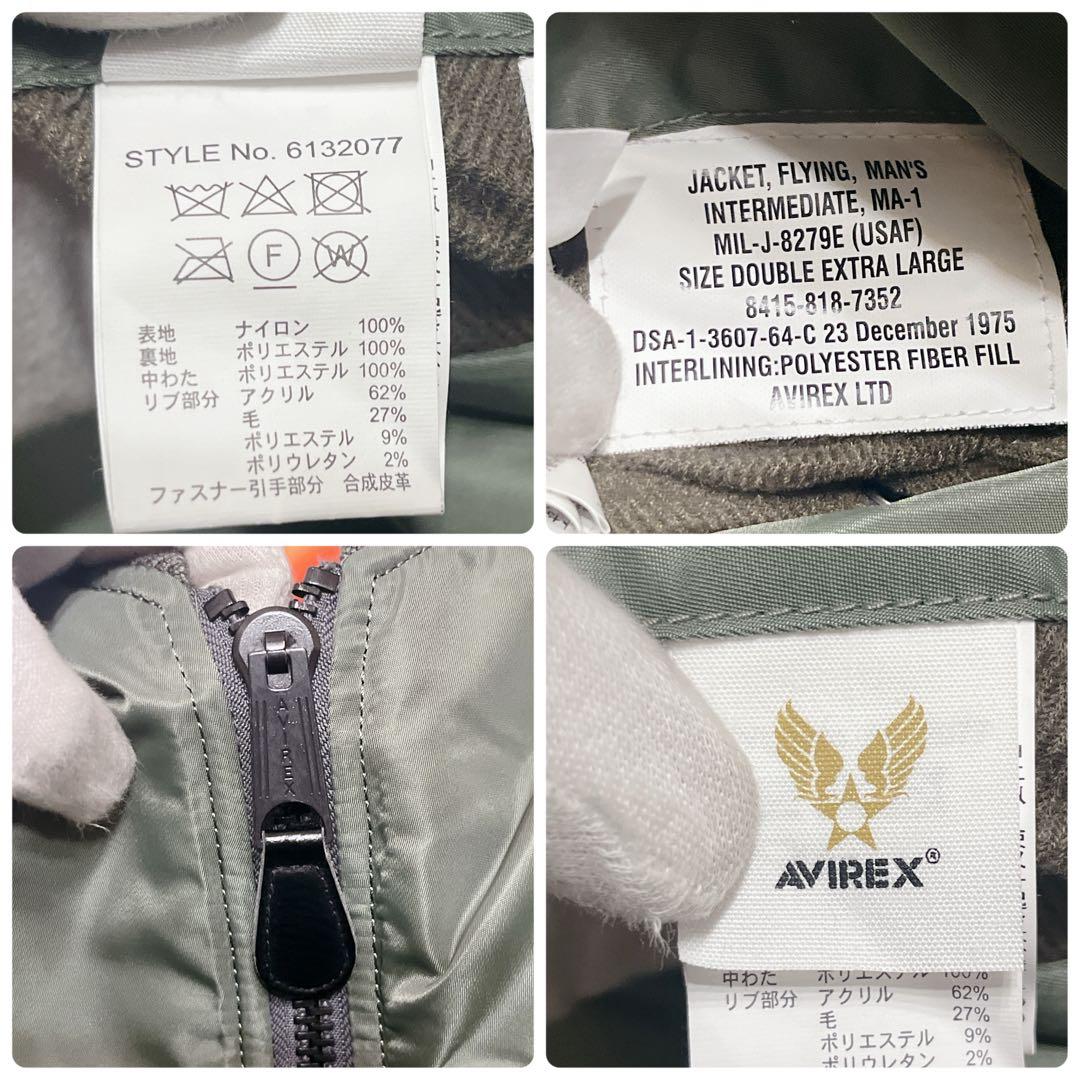 STYLE No. 6132077
F W
表地 ナイロン 100%
裏地 ポリエステル 100%
中わた ポリエステル 100%
リブ部分 アクリル 62%
毛 27%
ポリエステル 9%
ポリウレタン 2%
ファスナー引手部分 合成皮革
JACKET, FLYING, MAN'S
INTERMEDIATE, MA-1
MIL-J-8279E (USAF)
SIZE DOUBLE EXTRA LARGE
8415-818-7352
DSA-1-3607-64-C 23 December 1975
INTERLINING:POLYESTER FIBER FILL
AVIREX LTD
AVIREX
AVIREX®
中わた ポリエステル 100%
リブ部分 アクリル 62%
毛 27%
ポリエステル 9%
ポリウレタン 2%